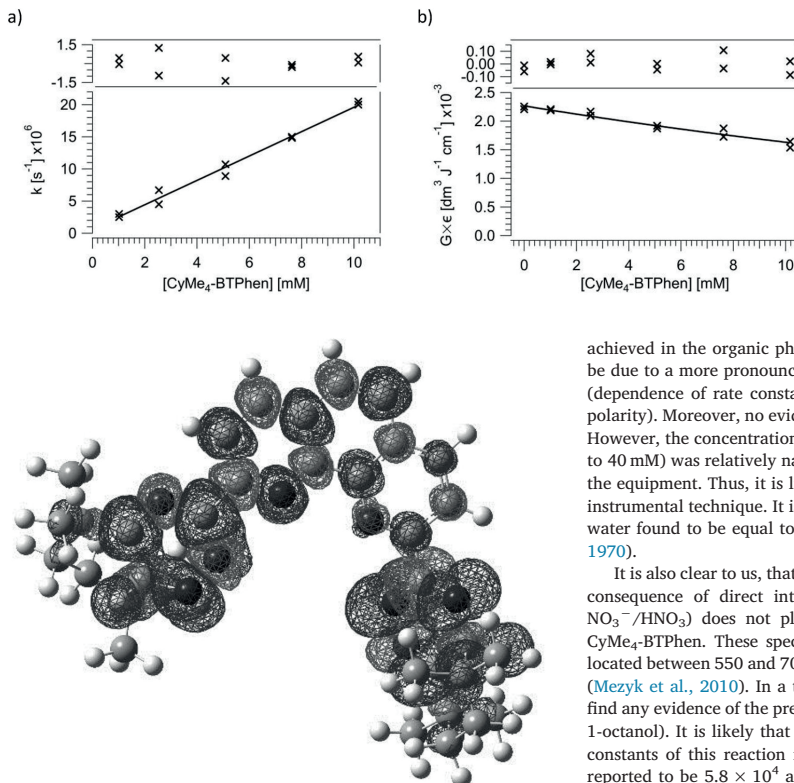 a)
1.5
-1.5
20
15
10
5
0
k [s⁻¹] x10⁶
0 2 4 6 8 10
[CyMe₄-BTPhen] [mM]
b)
0.10
0.00
-0.10
2.5
2.0
1.5
1.0
0.5
0.0
G×ϵ [dm³ J⁻¹ cm⁻¹] ×10⁻³
0 2 4 6 8 10
[CyMe₄-BTPhen] [mM]
achieved in the organic ph
be due to a more pronounc
(dependence of rate consta
polarity). Moreover, no evic
However, the concentration
to 40 mM) was relatively na
the equipment. Thus, it is l
instrumental technique. It i
water found to be equal to
1970).
It is also clear to us, that
consequence of direct int
NO₃⁻/HNO₃) does not pl
CyMe₄-BTPhen. These spec
located between 550 and 70
(Mezyk et al., 2010). In a t
find any evidence of the pre
1-octanol). It is likely that
constants of this reaction r
reported to be 5.8 × 10⁴ a